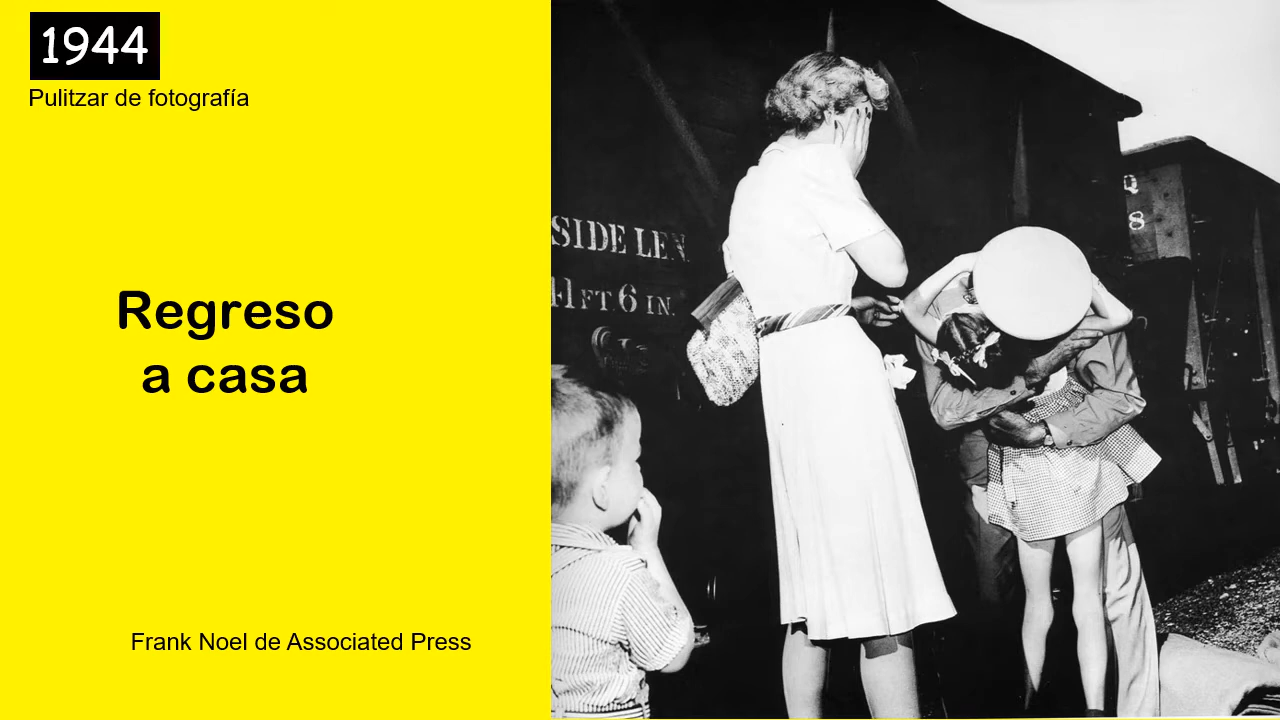 1944
Pulitzar de fotografía
Regreso
a casa
Frank Noel de Associated Press
SIDE LEN.
FT. 6 IN.
Q
8